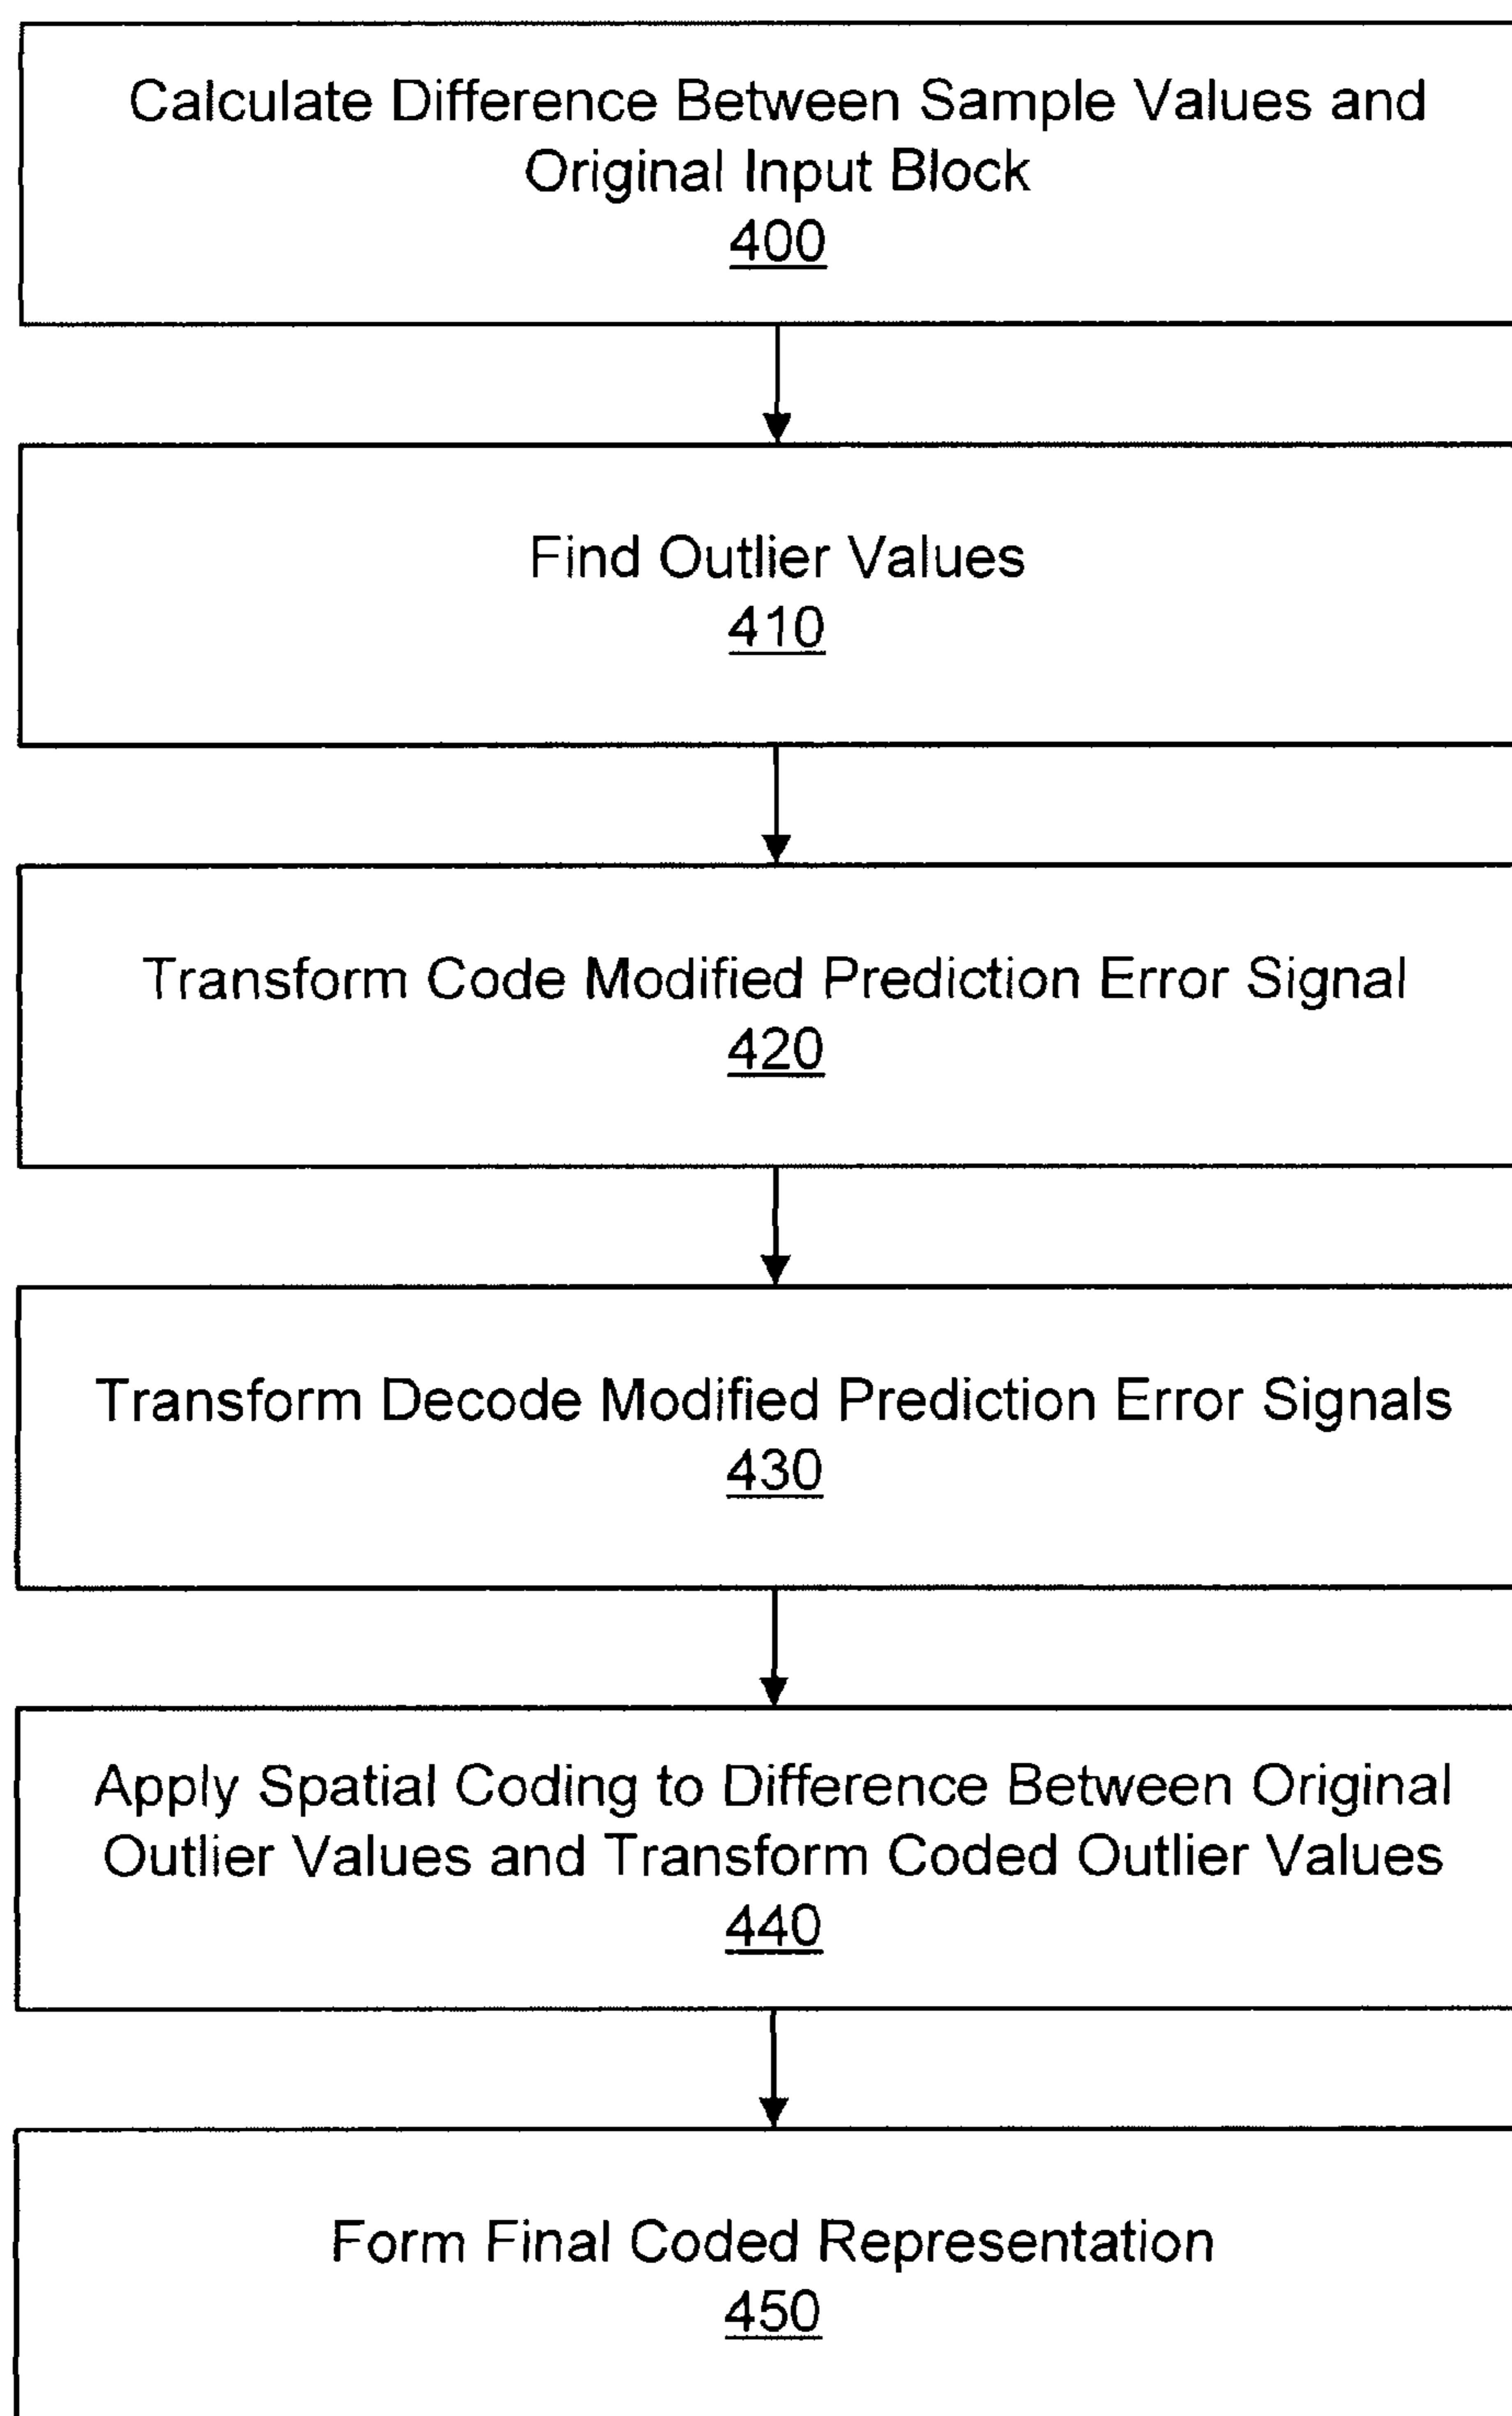 Calculate Difference Between Sample Values and
Original Input Block
400
Find Outlier Values
410
Transform Code Modified Prediction Error Signal
420
Transform Decode Modified Prediction Error Signals
430
Apply Spatial Coding to Difference Between Original
Outlier Values and Transform Coded Outlier Values
440
Form Final Coded Representation
450